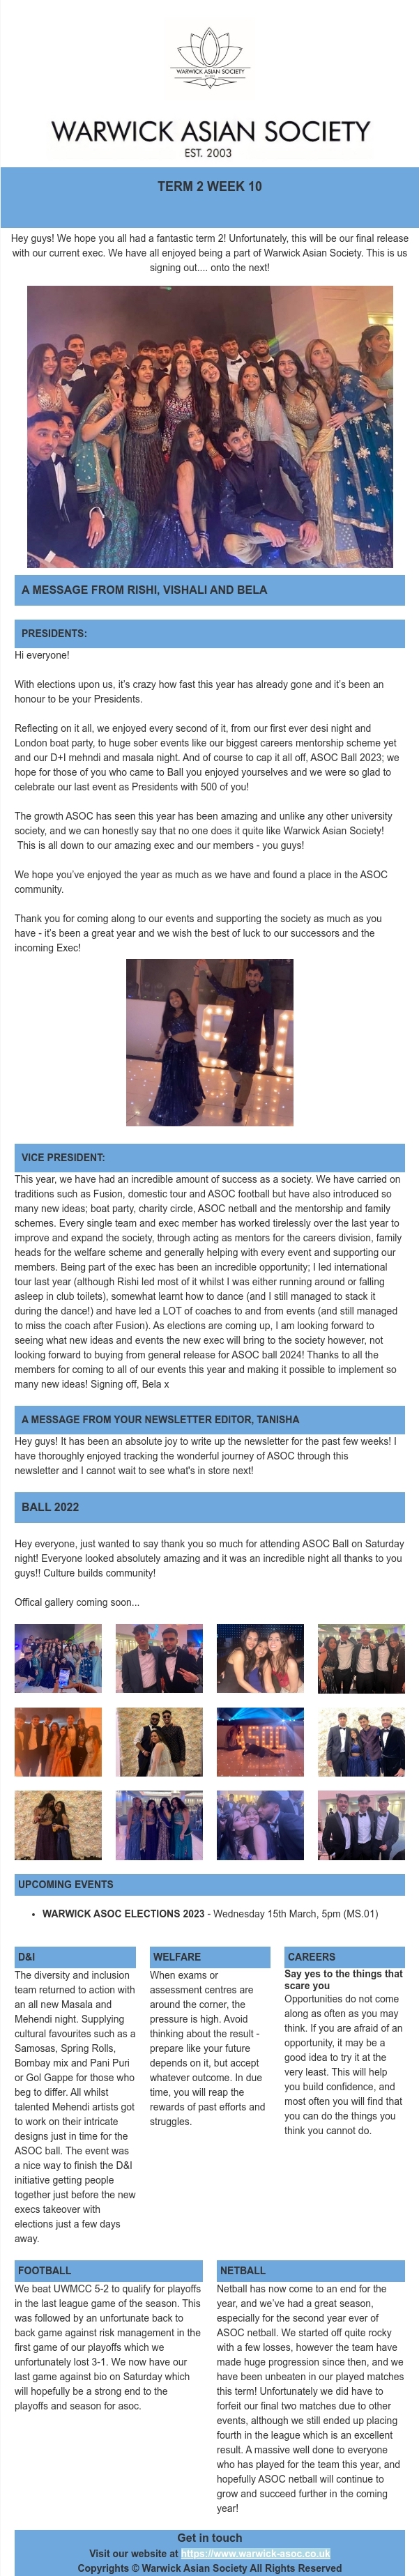 WARWICK ASIAN SOCIETY
WARWICK ASIAN SOCIETY
EST. 2003
TERM 2 WEEK 10
Hey guys! We hope you all had a fantastic term 2! Unfortunately, this will be our final release
with our current exec. We have all enjoyed being a part of Warwick Asian Society. This is us
signing out.... onto the next!
A MESSAGE FROM RISHI, VISHALI AND BELA
PRESIDENTS:
Hi everyone!
With elections upon us, it's crazy how fast this year has already gone and it's been an
honour to be your Presidents.
Reflecting on it all, we enjoyed every second of it, from our first ever desi night and
London boat party, to huge sober events like our biggest careers mentorship scheme yet
and our D+I mehndi and masala night. And of course to cap it all off, ASOC Ball 2023; we
hope for those of you who came to Ball you enjoyed yourselves and we were so glad to
celebrate our last event as Presidents with 500 of you!
The growth ASOC has seen this year has been amazing and unlike any other university
society, and we can honestly say that no one does it quite like Warwick Asian Society!
This is all down to our amazing exec and our members - you guys!
We hope you've enjoyed the year as much as we have and found a place in the ASOC
community.
Thank you for coming along to our events and supporting the society as much as you
have - it's been a great year and we wish the best of luck to our successors and the
incoming Exec!
VICE PRESIDENT:
This year, we have had an incredible amount of success as a society. We have carried on
traditions such as Fusion, domestic tour and ASOC football but have also introduced so
many new ideas; boat party, charity circle, ASOC netball and the mentorship and family
schemes. Every single team and exec member has worked tirelessly over the last year to
improve and expand the society, through acting as mentors for the careers division, family
heads for the welfare scheme and generally helping with every event and supporting our
members. Being part of the exec has been an incredible opportunity; I led international
tour last year (although Rishi led most of it whilst I was either running around or falling
asleep in club toilets), somewhat learnt how to dance (and I still managed to stack it
during the dance!) and have led a LOT of coaches to and from events (and still managed
to miss the coach after Fusion). As elections are coming up, I am looking forward to
seeing what new ideas and events the new exec will bring to the society however, not
looking forward to buying from general release for ASOC ball 2024! Thanks to all the
members for coming to all of our events this year and making it possible to implement so
many new ideas! Signing off, Bela x
A MESSAGE FROM YOUR NEWSLETTER EDITOR, TANISHA
Hey guys! It has been an absolute joy to write up the newsletter for the past few weeks! I
have thoroughly enjoyed tracking the wonderful journey of ASOC through this
newsletter and I cannot wait to see what's in store next!
BALL 2022
Hey everyone, just wanted to say thank you so much for attending ASOC Ball on Saturday
night! Everyone looked absolutely amazing and it was an incredible night all thanks to you
guys!! Culture builds community!
Offical gallery coming soon...
UPCOMING EVENTS
• WARWICK ASOC ELECTIONS 2023 - Wednesday 15th March, 5pm (MS.01)
D&I
The diversity and inclusion
team returned to action with
an all new Masala and
Mehendi night. Supplying
cultural favourites such as a
Samosas, Spring Rolls,
Bombay mix and Pani Puri
or Gol Gappe for those who
beg to differ. All whilst
talented Mehendi artists got
to work on their intricate
designs just in time for the
ASOC ball. The event was
a nice way to finish the D&I
initiative getting people
together just before the new
execs takeover with
elections just a few days
away.
WELFARE
When exams or
assessment centres are
around the corner, the
pressure is high. Avoid
thinking about the result -
prepare like your future
depends on it, but accept
whatever outcome. In due
time, you will reap the
rewards of past efforts and
struggles.
CAREERS
Say yes to the things that
scare you
Opportunities do not come
along as often as you may
think. If you are afraid of an
opportunity, it may be a
good idea to try it at the
very least. This will help
you build confidence, and
most often you will find that
you can do the things you
think you cannot do.
FOOTBALL
We beat UWMCC 5-2 to qualify for playoffs
in the last league game of the season. This
was followed by an unfortunate back to
back game against risk management in the
first game of our playoffs which we
unfortunately lost 3-1. We now have our
last game against bio on Saturday which
will hopefully be a strong end to the
playoffs and season for asoc.
NETBALL
Netball has now come to an end for the
year, and we've had a great season,
especially for the second year ever of
ASOC netball. We started off quite rocky
with a few losses, however the team have
made huge progression since then, and we
have been unbeaten in our played matches
this term! Unfortunately we did have to
forfeit our final two matches due to other
events, although we still ended up placing
fourth in the league which is an excellent
result. A massive well done to everyone
who has played for the team this year, and
hopefully ASOC netball will continue to
grow and succeed further in the coming
year!
Get in touch
Visit our website at https://www.warwick-asoc.co.uk
Copyrights © Warwick Asian Society All Rights Reserved